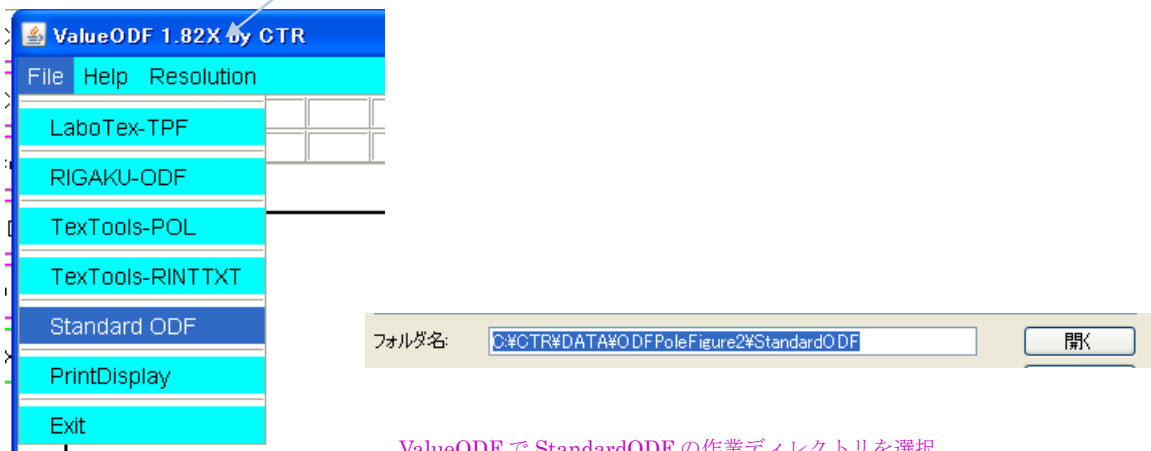 ValueODF 1.82X by CTR
File Help Resolution
LaboTex-TPF
RIGAKU-ODF
TexTools-POL
TexTools-RINTTXT
Standard ODF
フォルダ名: C:¥CTR¥DATA¥ODFPoleFigure2¥StandardODF 開く
PrintDisplay
Exit
ValueODF で StandardODF の作業ディレクトリを選択